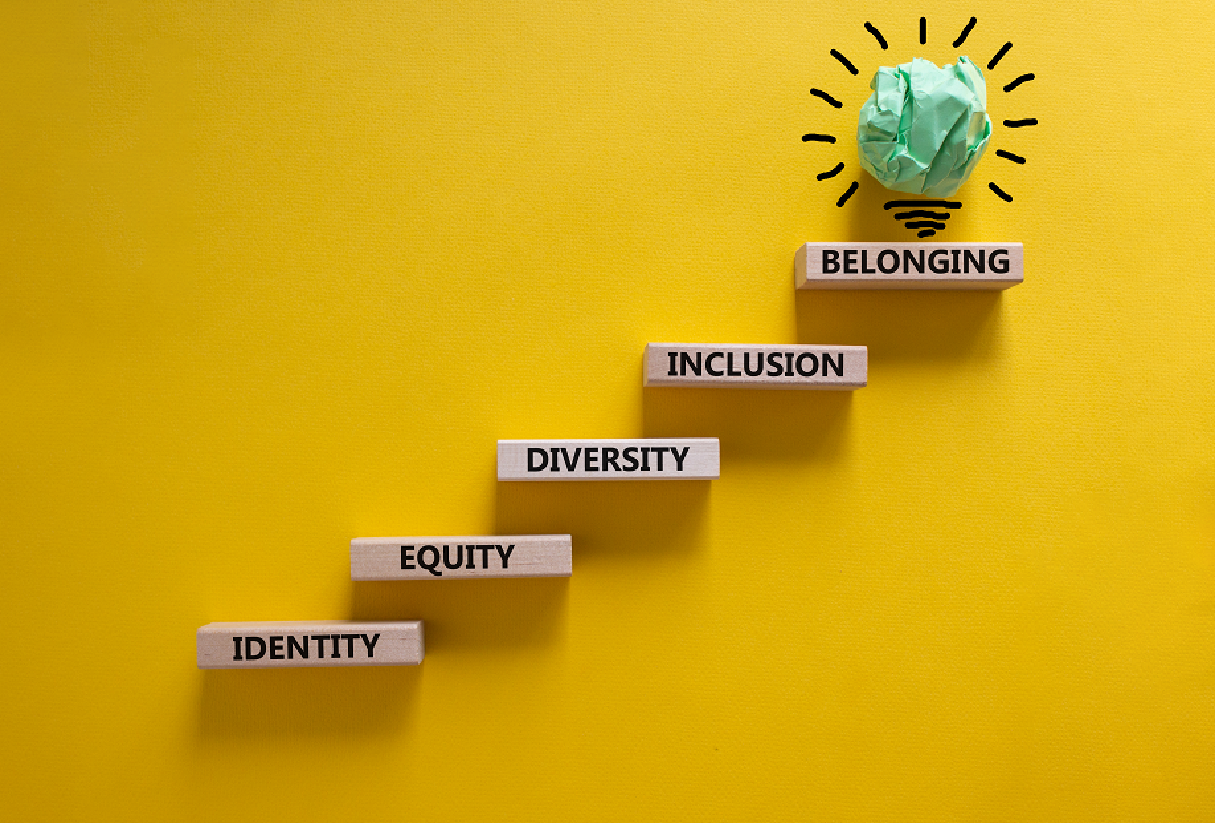 BELONGING
INCLUSION
DIVERSITY
EQUITY
IDENTITY